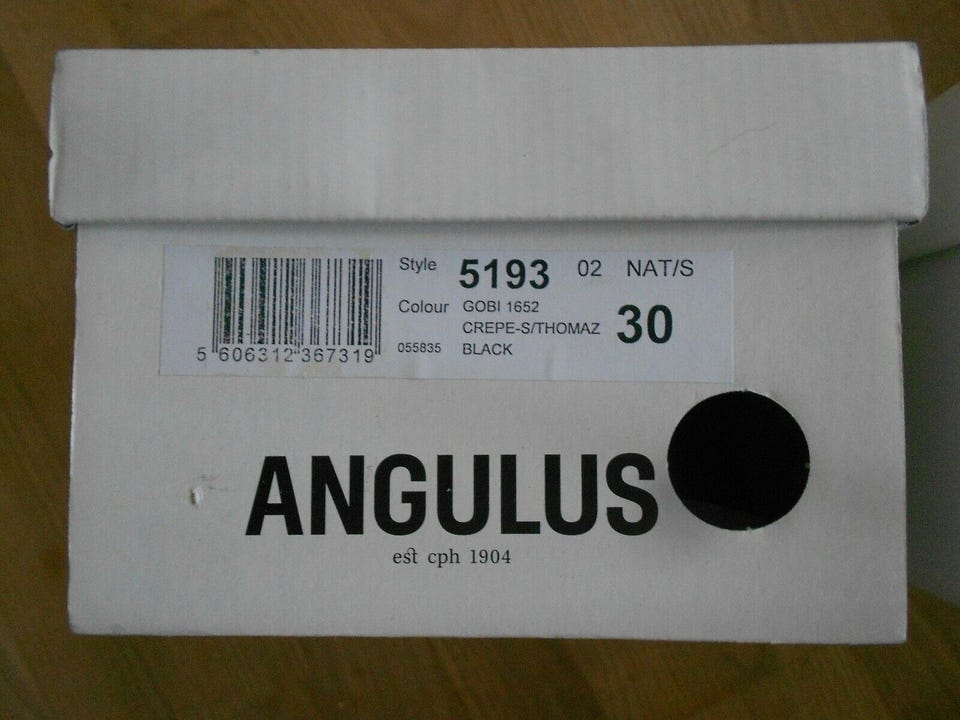 Style 5193 02 NAT/S
Colour GOBI 1652
CREPE-S/THOMAZ 30
055835 BLACK
5 606312 367319
ANGULUS
est cph 1904